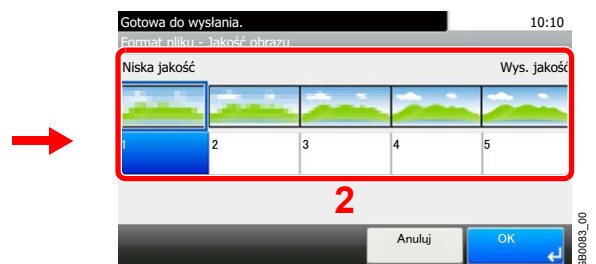 Gotowa do wysłania. 10:10
Format pliku - Jakość obrazu
Niska jakość Wys. jakość
1 2 3 4 5
2
Anuluj OK
GB0083_00